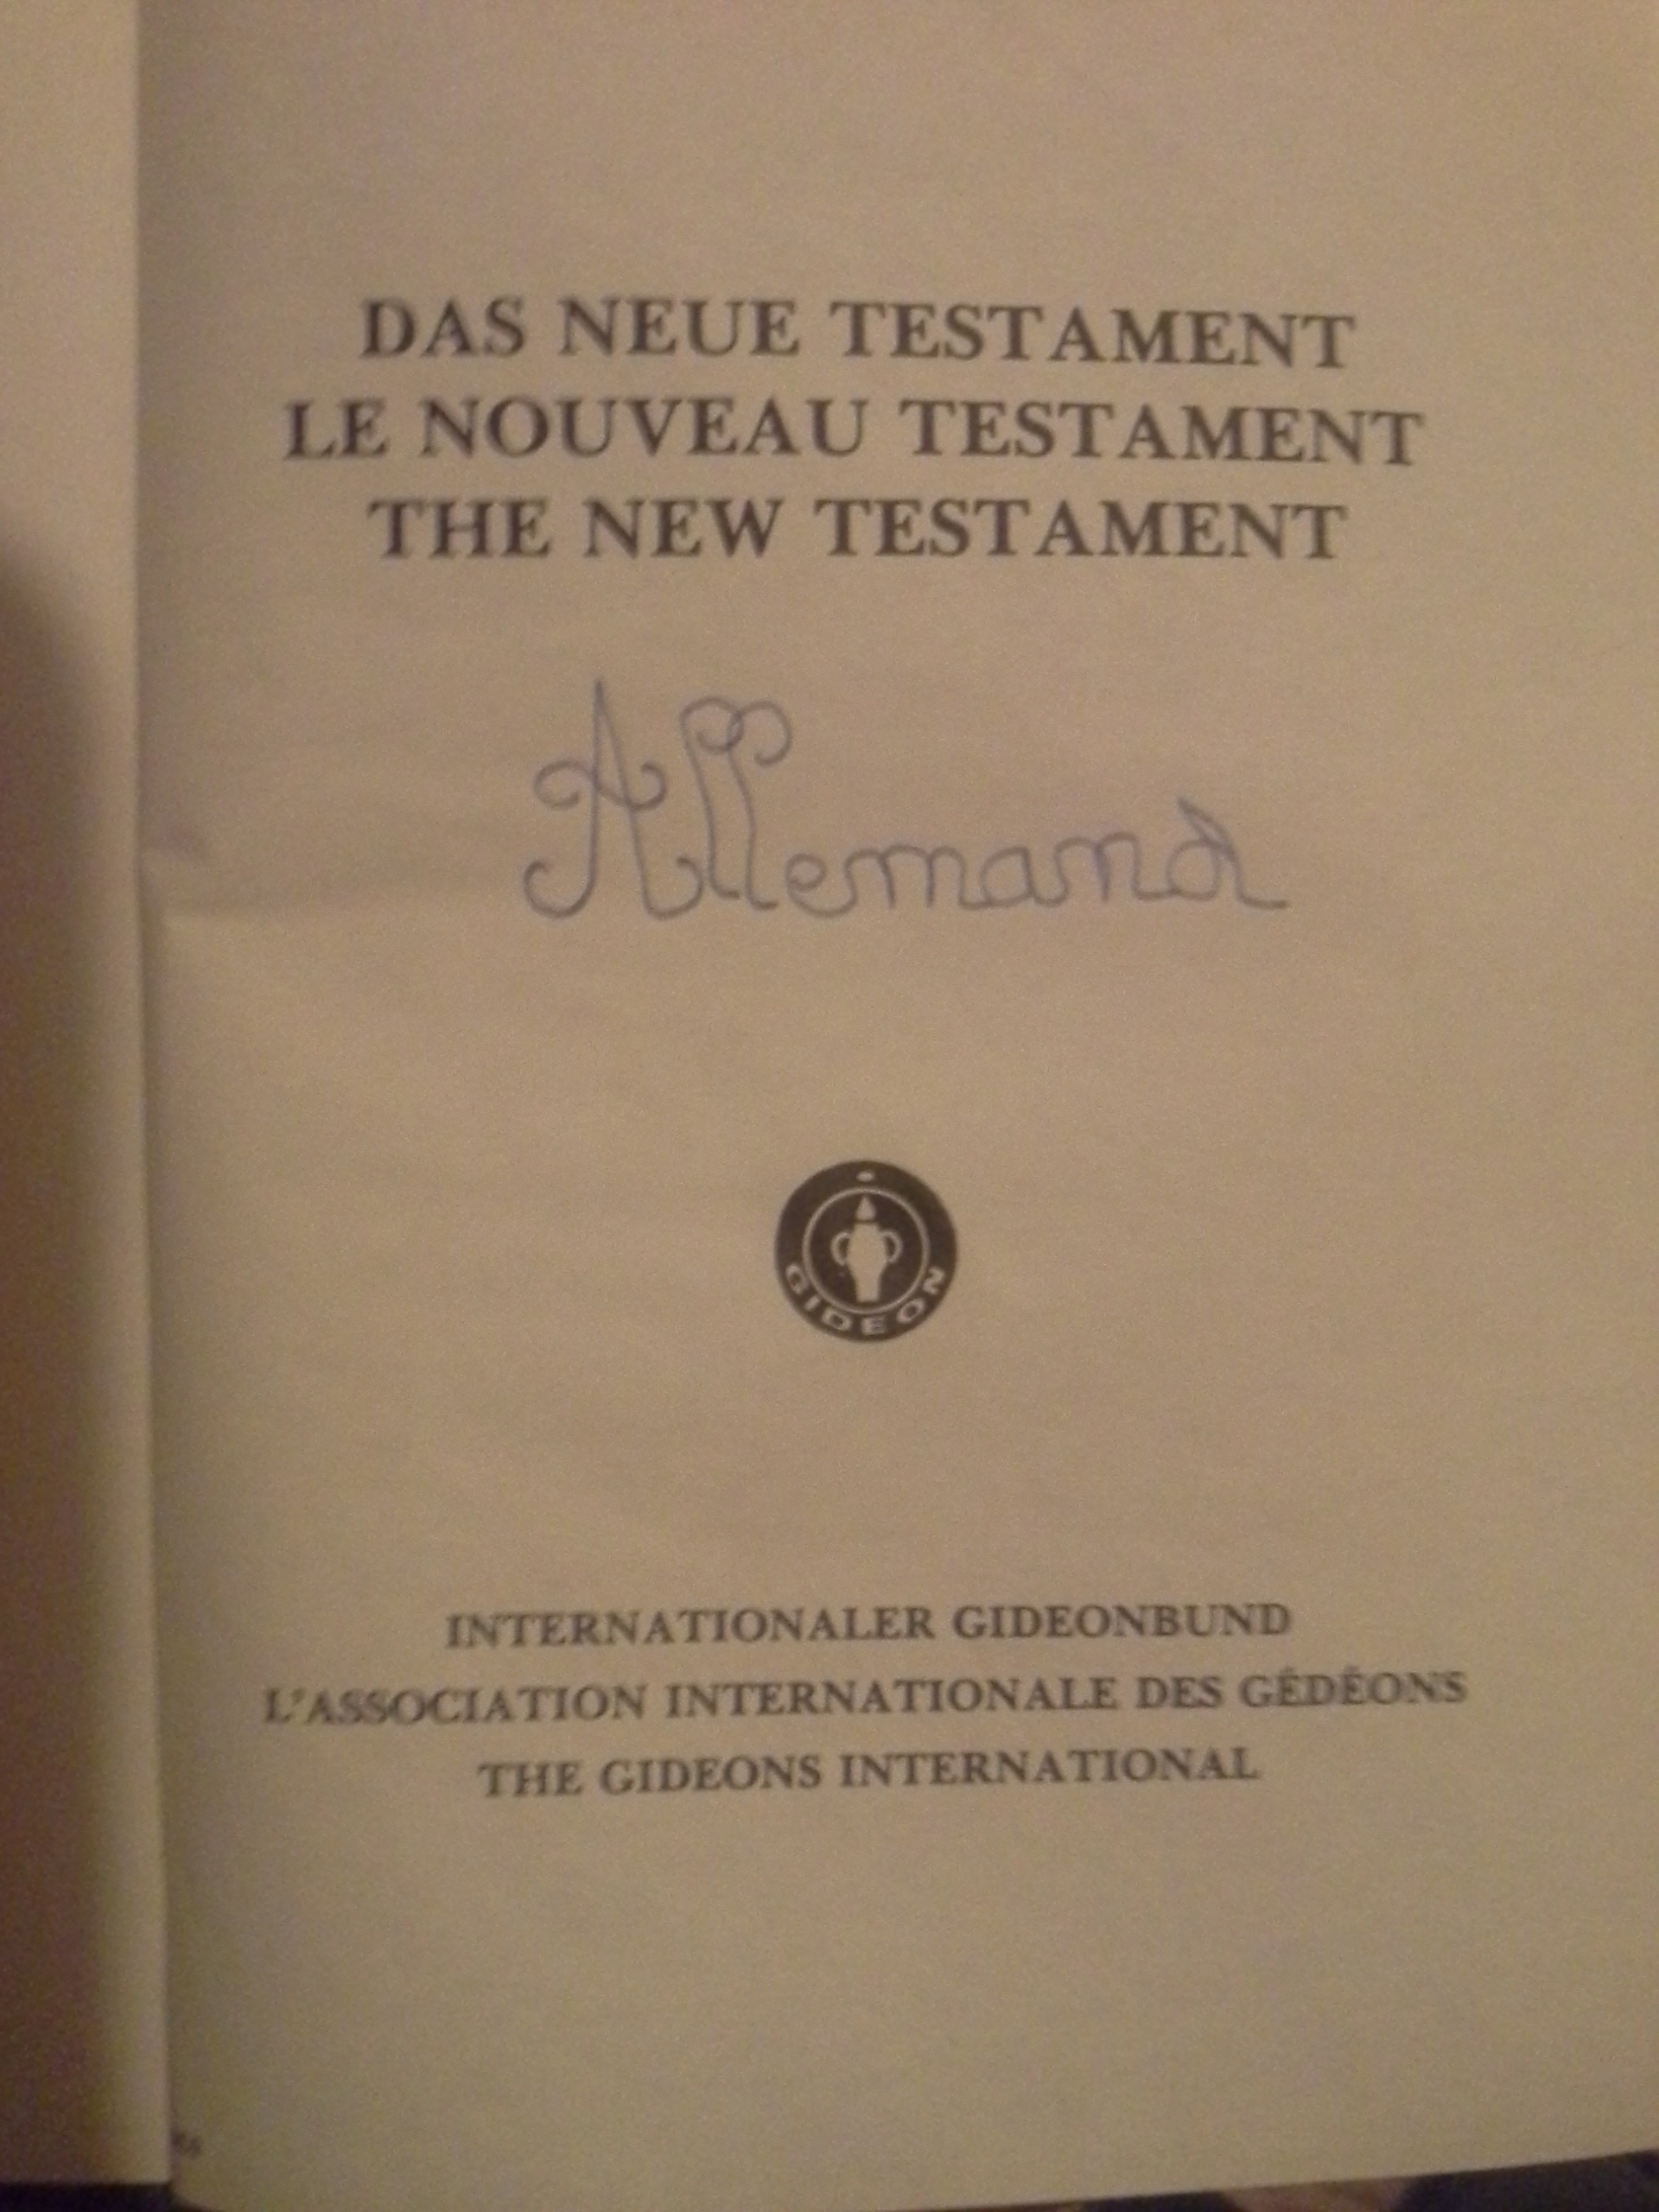 DAS NEUE TESTAMENT
LE NOUVEAU TESTAMENT
THE NEW TESTAMENT
Allemand
GIDEON
INTERNATIONALER GIDEONBUND
L'ASSOCIATION INTERNATIONALE DES GÉDÉONS
THE GIDEONS INTERNATIONAL